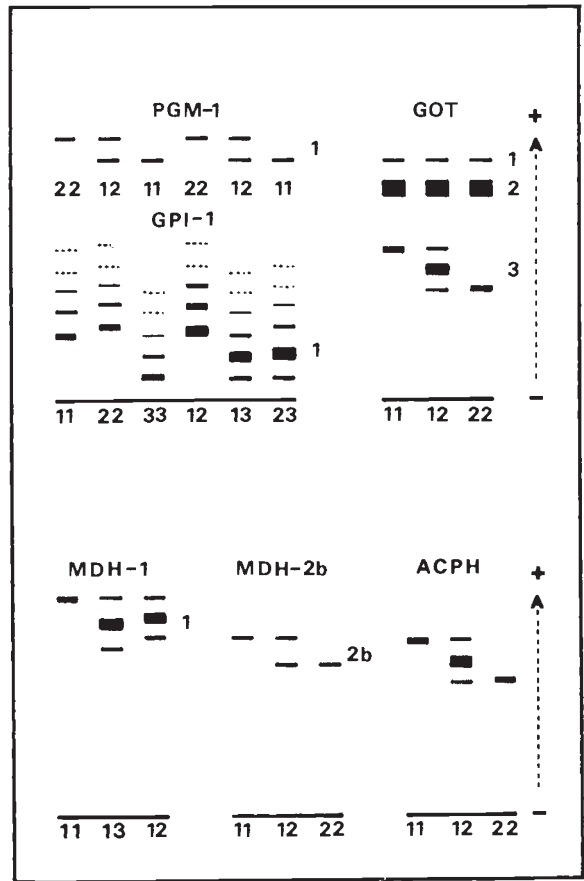 PGM-1 GOT +
1 1
22 12 11 22 12 11 2
GPI-1
3
1
−
11 22 33 12 13 23 11 12 22
MDH-1 MDH-2b ACPH +
1
2b
−
11 13 12 11 12 22 11 12 22